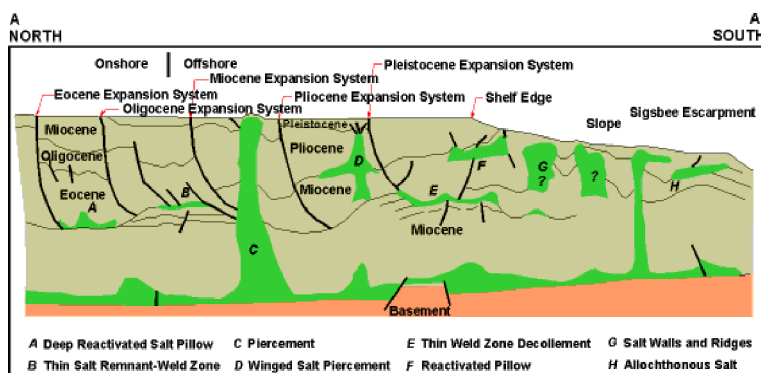 A A
NORTH SOUTH
Onshore Offshore
Pleistocene Expansion System
Miocene Expansion System
Eocene Expansion System Pliocene Expansion System Shelf Edge
Oligocene Expansion System
Sigsbee Escarpment
Slope
Pleistocene
Miocene
Pliocene
Oligocene
D F G ? ?
Eocene Miocene
A B E H
Miocene
C
Basement
A Deep Reactivated Salt Pillow C Piercement E Thin Weld Zone Decollement G Salt Walls and Ridges
B Thin Salt Remnant-Weld Zone D Winged Salt Piercement F Reactivated Pillow H Allochthonous Salt